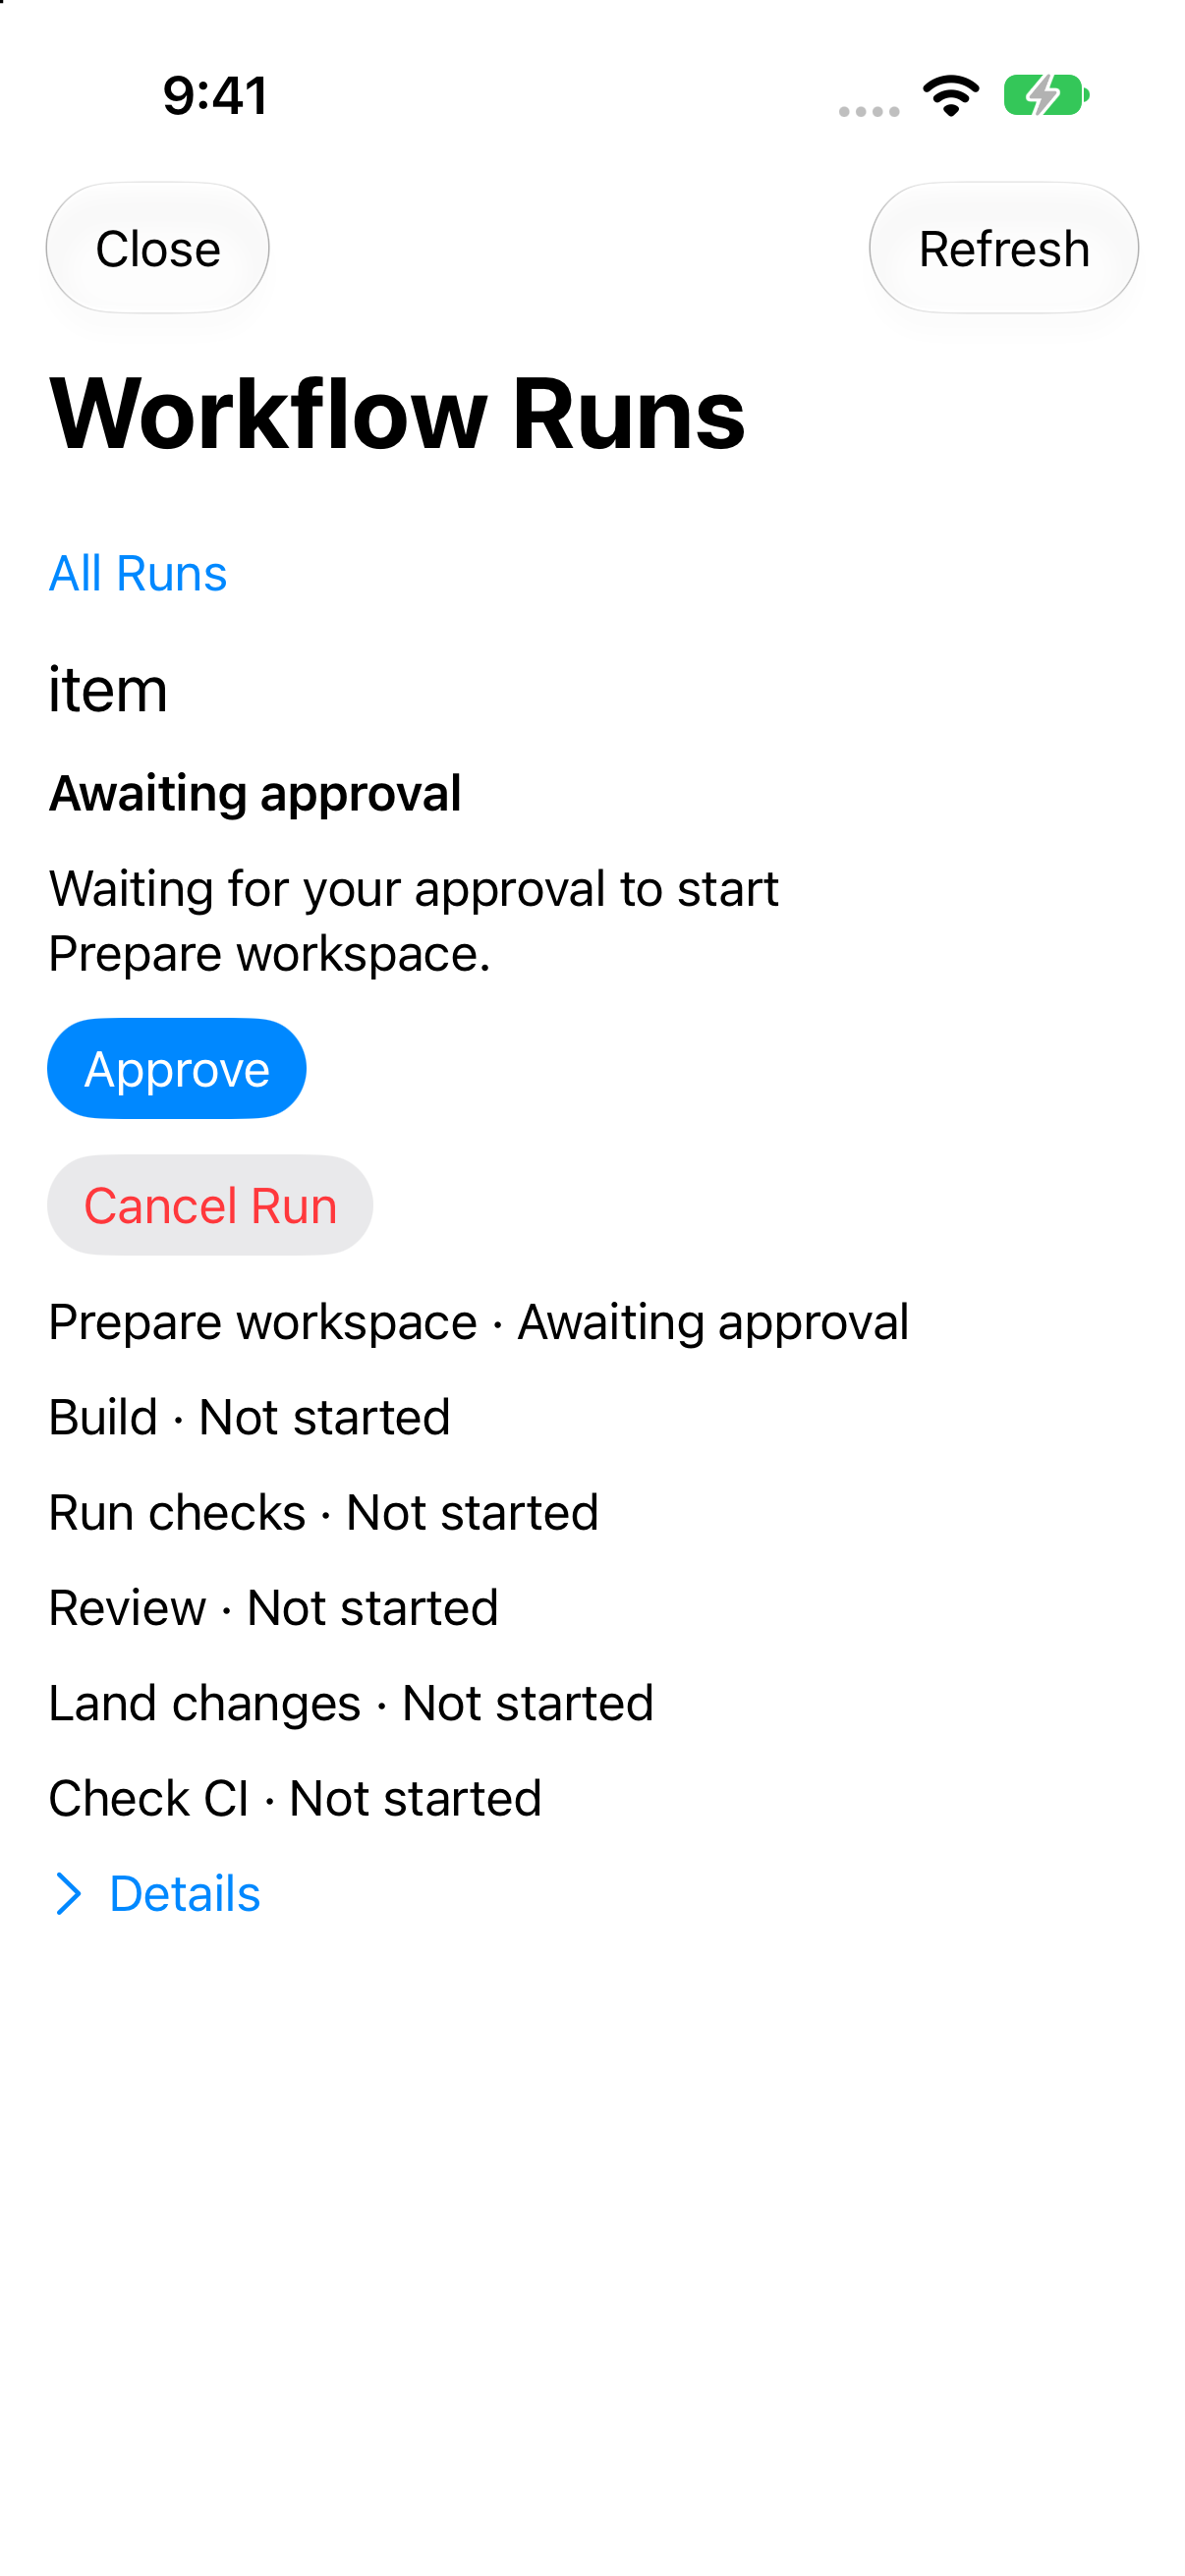 9:41
Close
Refresh
Workflow Runs
All Runs
item
Awaiting approval
Waiting for your approval to start
Prepare workspace.
Approve
Cancel Run
Prepare workspace · Awaiting approval
Build · Not started
Run checks · Not started
Review · Not started
Land changes · Not started
Check CI · Not started
Details